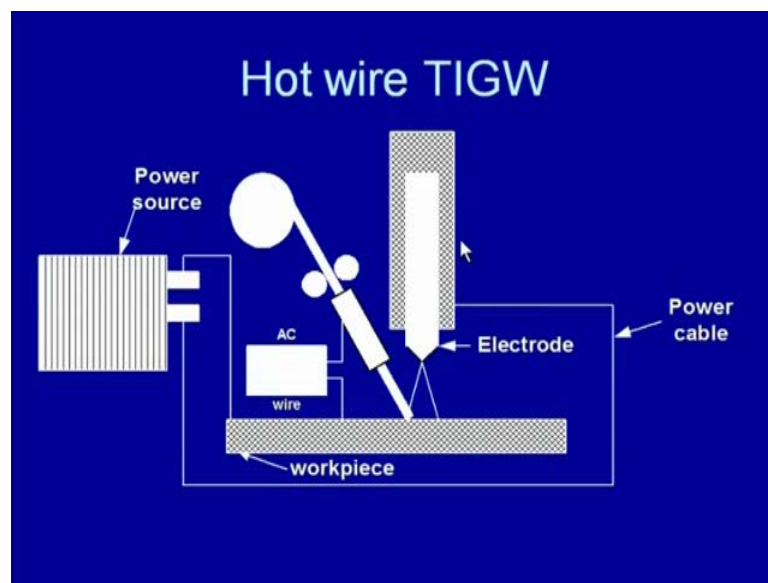 Hot wire TIGW
Power
source
Power
cable
AC
Electrode
wire
workpiece